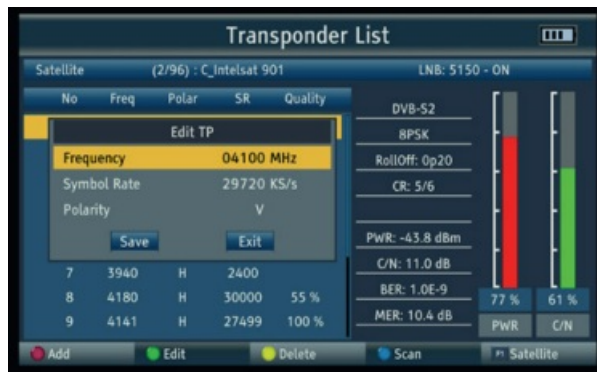 Transponder List
Satellite (2/96) : C_Intelsat 901 LNB: 5150 - ON
No Freq Polar SR Quality
Edit TP
Frequency 04100 MHz
Symbol Rate 29720 KS/s
Polarity V
Save Exit
7 3940 H 2400
8 4180 H 30000 55 %
9 4141 H 27499 100 %
DVB-S2
8PSK
RollOff: 0p20
CR: 5/6
PWR: -43.8 dBm
C/N: 11.0 dB
BER: 1.0E-9
MER: 10.4 dB
77 % 61 %
PWR C/N
Add Edit Delete Scan P1 Satellite